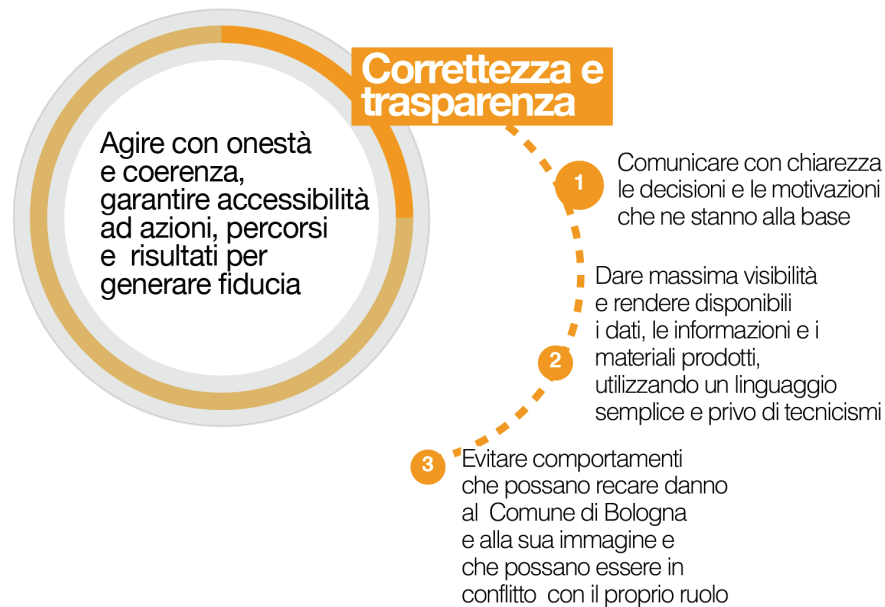 Correttezza e
trasparenza
Agire con onestà
e coerenza,
garantire accessibilità
ad azioni, percorsi
e risultati per
generare fiducia
1
Comunicare con chiarezza
le decisioni e le motivazioni
che ne stanno alla base
2
Dare massima visibilità
e rendere disponibili
i dati, le informazioni e i
materiali prodotti,
utilizzando un linguaggio
semplice e privo di tecnicismi
3
Evitare comportamenti
che possano recare danno
al Comune di Bologna
e alla sua immagine e
che possano essere in
conflitto con il proprio ruolo